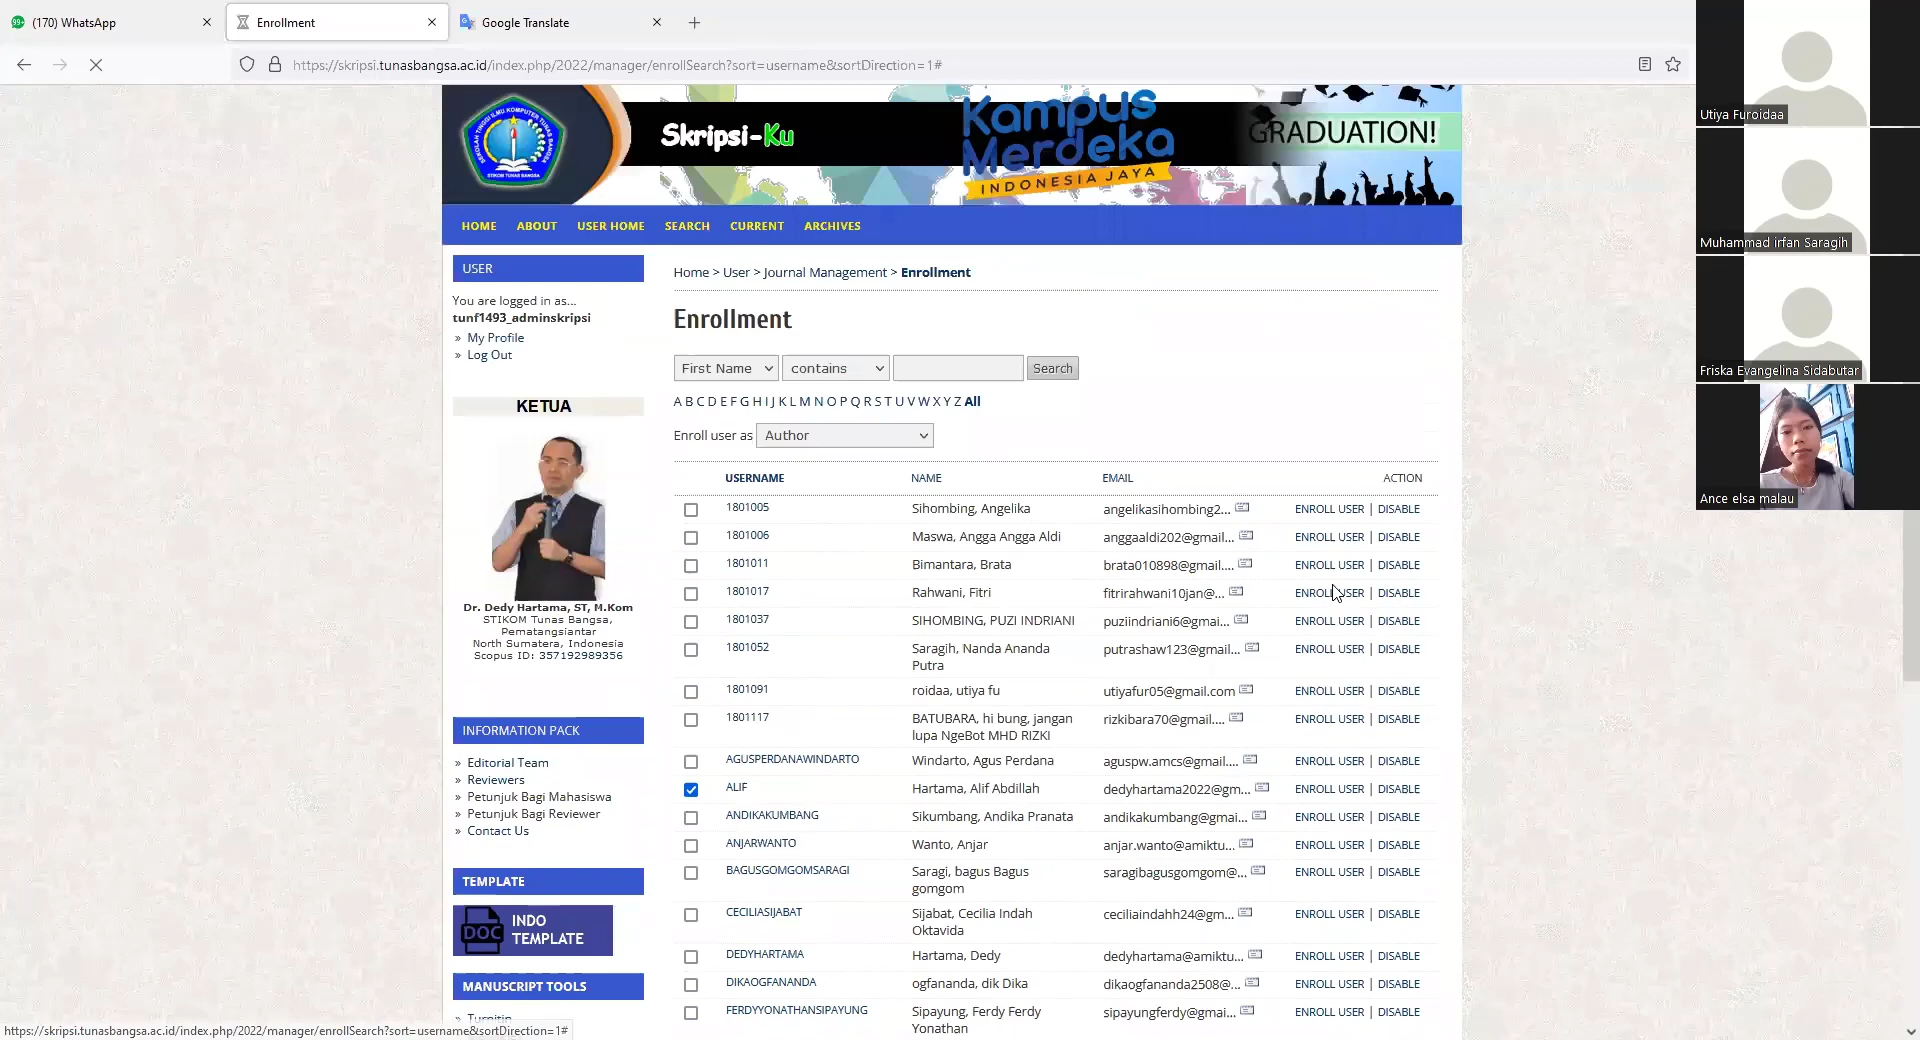 (170) WhatsApp
Enrollment
Google Translate
https://skripsi.tunasbangsa.ac.id/index.php/2022/manager/enrollSearch?sort=username&sortDirection=1#
SEKOLAH TINGGI ILMU KOMPUTER TUNAS BANGSA
STIKOM TUNAS BANGSA
Skripsi-Ku
Kampus
Merdeka
INDONESIA JAYA
GRADUATION!
HOME ABOUT USER HOME SEARCH CURRENT ARCHIVES
USER
You are logged in as...
tunf1493_adminskripsi
» My Profile
» Log Out
KETUA
Dr. Dedy Hartama, ST, M.Kom
STIKOM Tunas Bangsa,
Pematangsiantar
North Sumatera, Indonesia
Scopus ID: 357192989356
INFORMATION PACK
» Editorial Team
» Reviewers
» Petunjuk Bagi Mahasiswa
» Petunjuk Bagi Reviewer
» Contact Us
TEMPLATE
DOC
INDO
TEMPLATE
MANUSCRIPT TOOLS
» Turnitin
Home > User > Journal Management > Enrollment
Enrollment
First Name contains Search
A B C D E F G H I J K L M N O P Q R S T U V W X Y Z All
Enroll user as Author
USERNAME NAME EMAIL ACTION
1801005 Sihombing, Angelika angelikasihombing2... ENROLL USER | DISABLE
1801006 Maswa, Angga Angga Aldi anggaaldi202@gmail... ENROLL USER | DISABLE
1801011 Bimantara, Brata brata010898@gmail.... ENROLL USER | DISABLE
1801017 Rahwani, Fitri fitrirahwani10jan@... ENROLL USER | DISABLE
1801037 SIHOMBING, PUZI INDRIANI puziindriani6@gmai... ENROLL USER | DISABLE
1801052 Saragih, Nanda Ananda putrashaw123@gmail... ENROLL USER | DISABLE
Putra
1801091 roidaa, utiya fu utiyafur05@gmail.com ENROLL USER | DISABLE
1801117 BATUBARA, hi bung, jangan rizkibara70@gmail.... ENROLL USER | DISABLE
lupa NgeBot MHD RIZKI
AGUSPERDANAWINDARTO Windarto, Agus Perdana aguspw.amcs@gmail.... ENROLL USER | DISABLE
ALIF Hartama, Alif Abdillah dedyhartama2022@gm... ENROLL USER | DISABLE
ANDIKAKUMBANG Sikumbang, Andika Pranata andikakumbang@gmai... ENROLL USER | DISABLE
ANJARWANTO Wanto, Anjar anjar.wanto@amiktu... ENROLL USER | DISABLE
BAGUSGOMGOMSARAGI Saragi, bagus Bagus saragibagusgomgom@... ENROLL USER | DISABLE
gomgom
CECILIASIJABAT Sijabat, Cecilia Indah ceciliaindahh24@gm... ENROLL USER | DISABLE
Oktavida
DEDYHARTAMA Hartama, Dedy dedyhartama@amiktu... ENROLL USER | DISABLE
DIKAOGFANANDA ogfananda, dik Dika dikaogfananda2508@... ENROLL USER | DISABLE
FERDYYONATHANSIPAYUNG Sipayung, Ferdy Ferdy sipayungferdy@gmai... ENROLL USER | DISABLE
Yonathan
https://skripsi.tunasbangsa.ac.id/index.php/2022/manager/enrollSearch?sort=username&sortDirection=1#
Utiya Furoidaa
Muhammad irfan Saragih
Friska Evangelina Sidabutar
Ance elsa malau